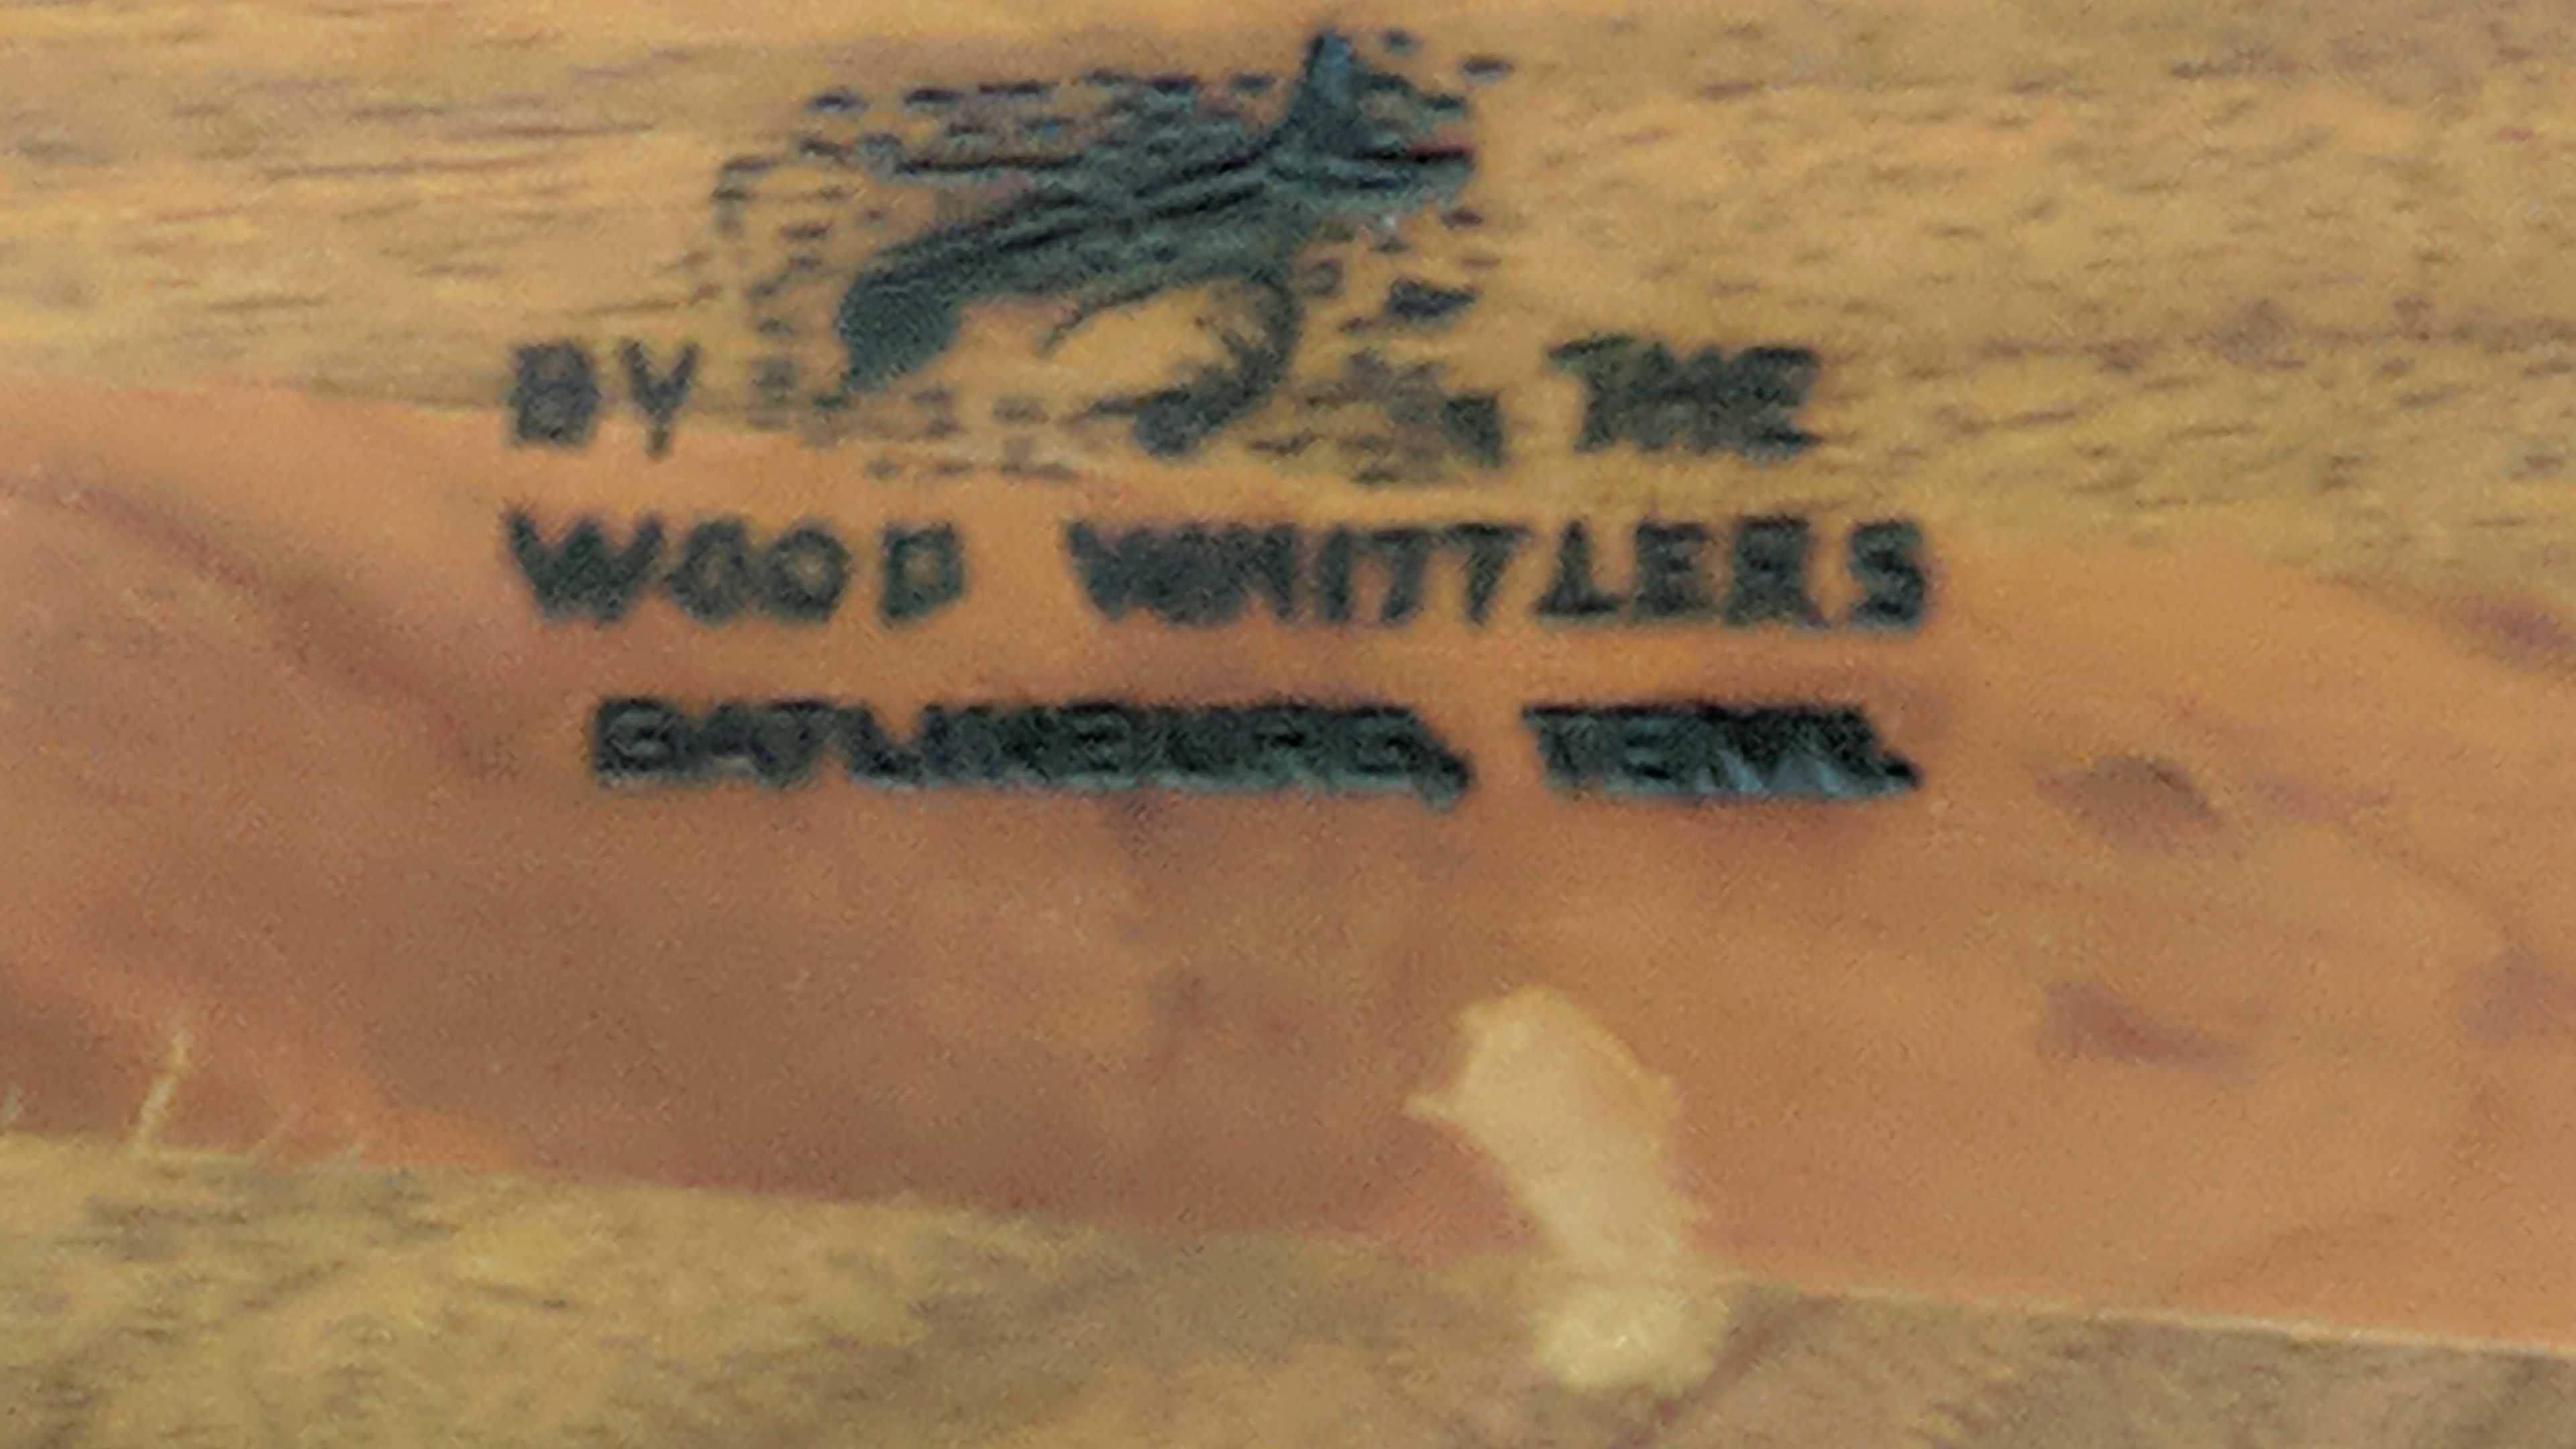 BY THE
WOOD WHITTLERS
GATLINBURG, TENN.